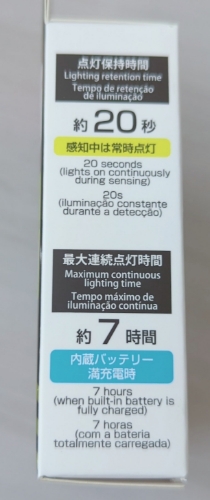 点灯保持時間
Lighting retention time
Tempo de retenção
de iluminação
約20秒
感知中は常時点灯
20 seconds
(lights on continuously
during sensing)
20s
(iluminação constante
durante a detecção)
最大連続点灯時間
Maximum continuous
lighting time
Tempo máximo de
iluminação continua
約7時間
内蔵バッテリー
満充電時
7 hours
(when built-in battery is
fully charged)
7 horas
(com a bateria
totalmente carregada)